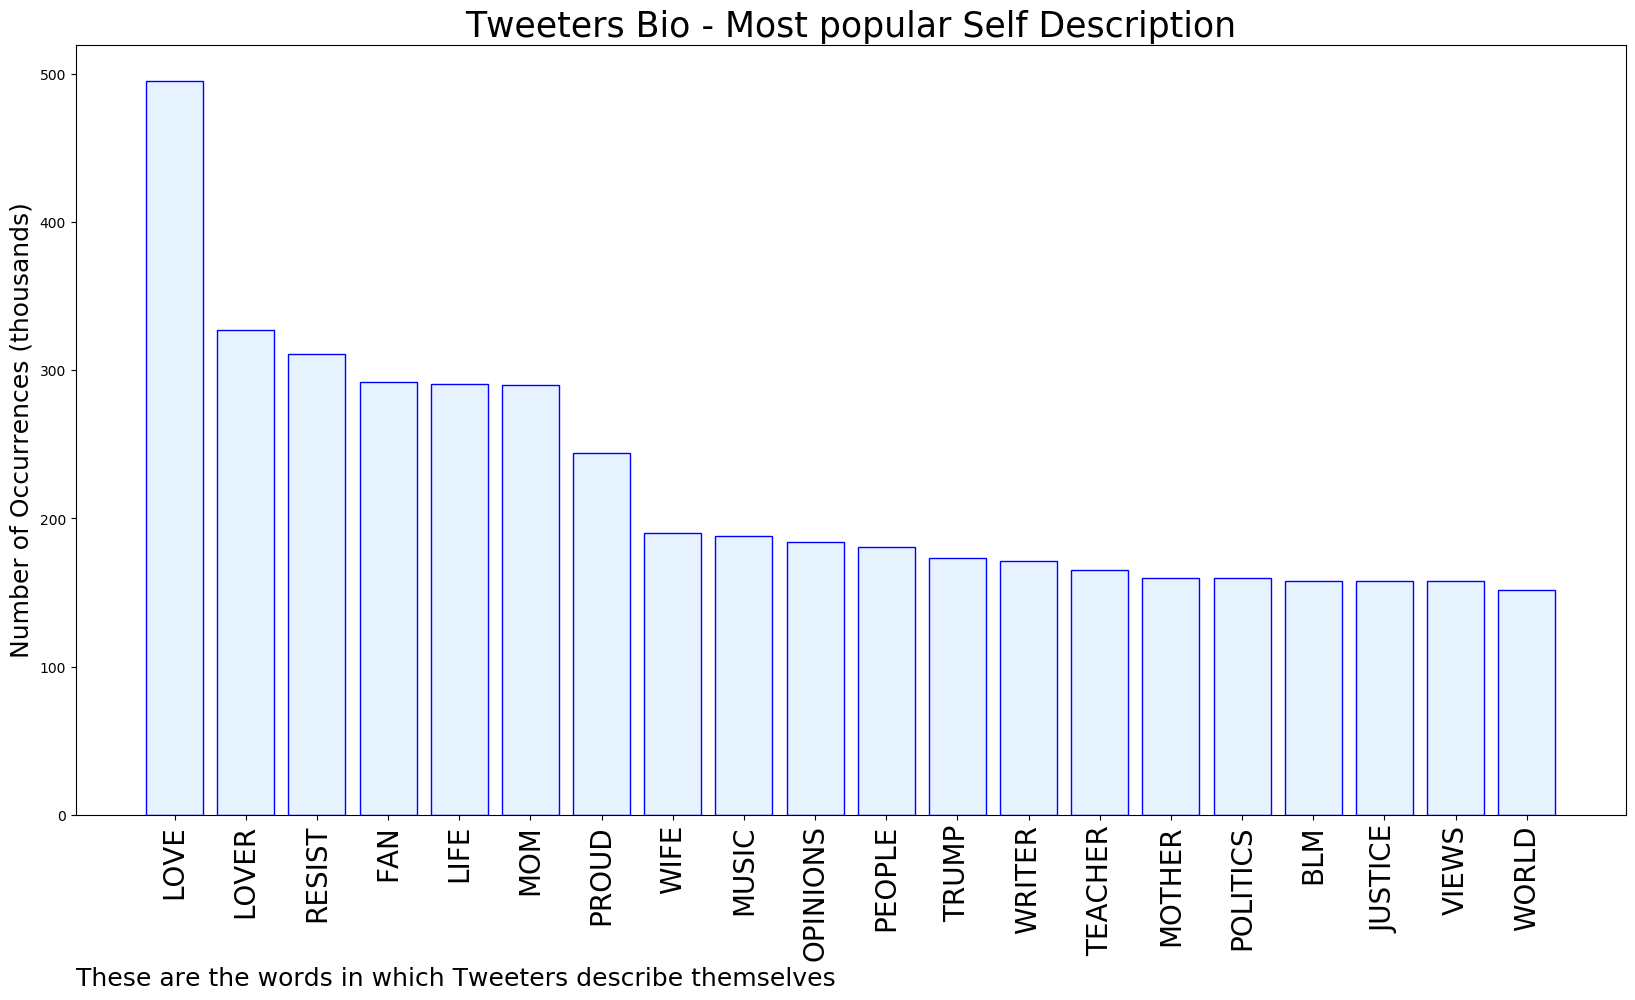 Tweeters Bio - Most popular Self Description
Number of Occurrences (thousands)
500
400
300
200
100
0
LOVE
LOVER
RESIST
FAN
LIFE
MOM
PROUD
WIFE
MUSIC
OPINIONS
PEOPLE
TRUMP
WRITER
TEACHER
MOTHER
POLITICS
BLM
JUSTICE
VIEWS
WORLD
These are the words in which Tweeters describe themselves